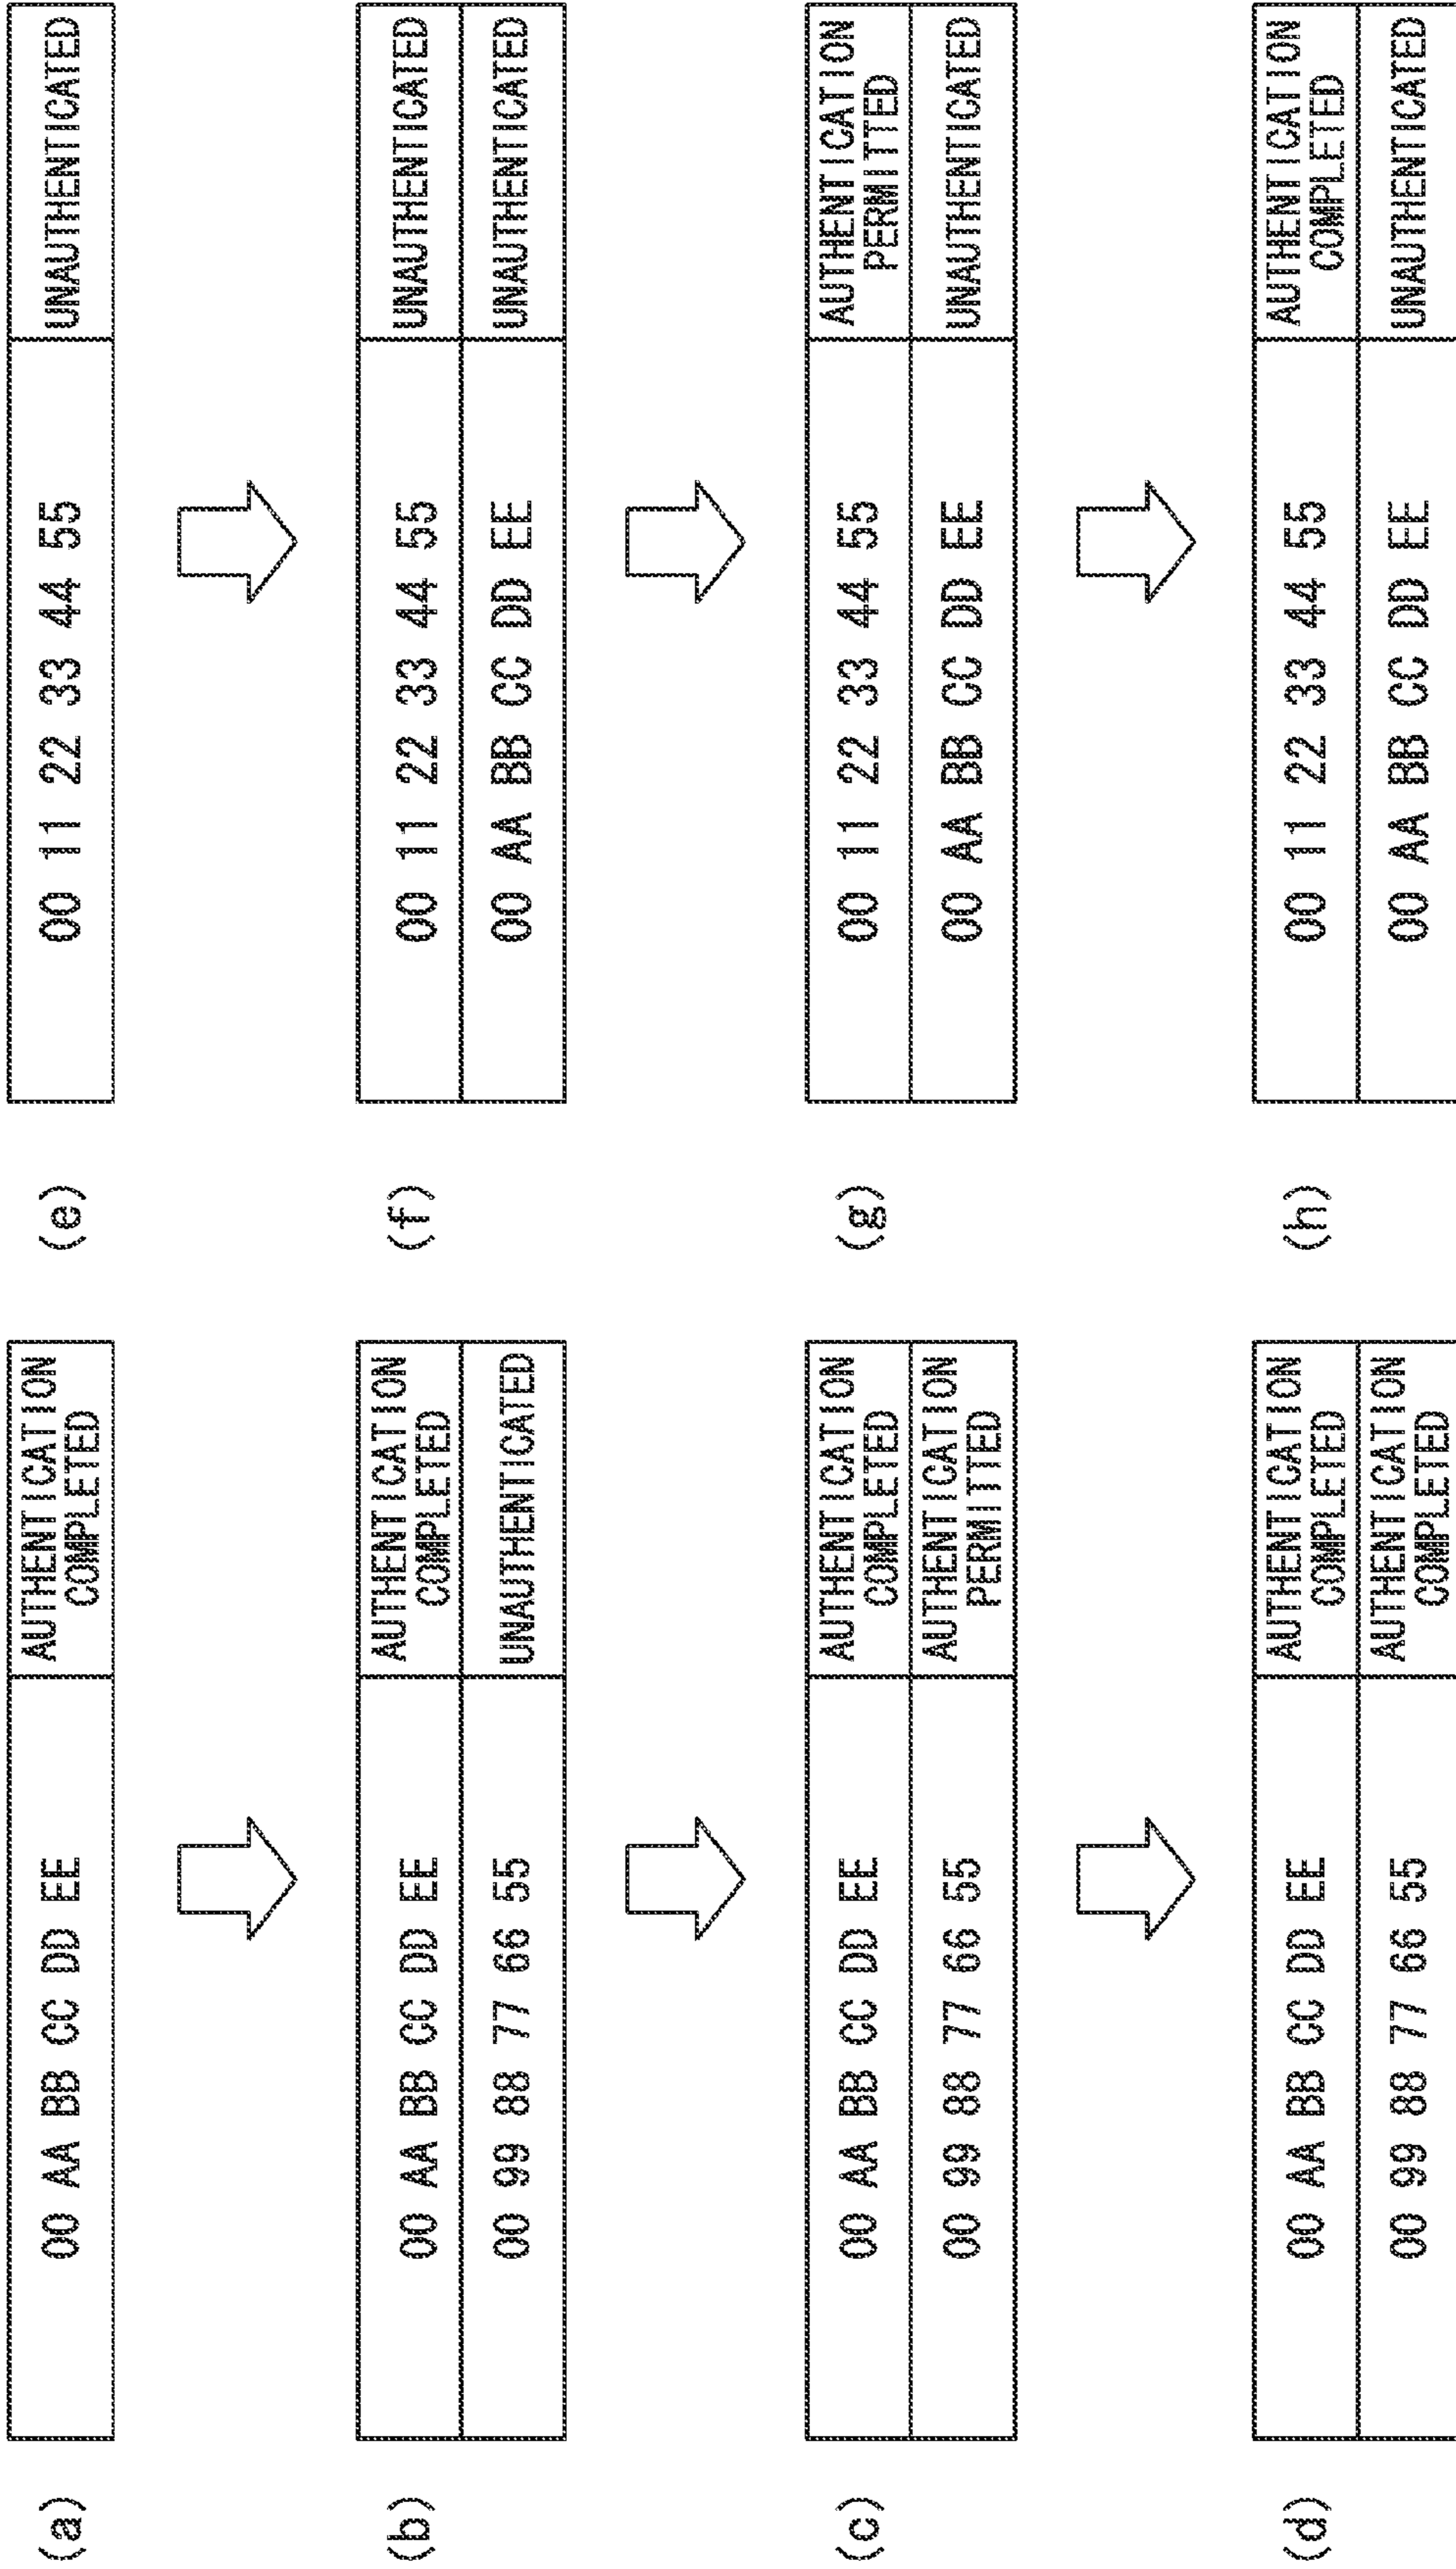 (a)
00 AA BB CC DD EE
AUTHENTICATION
COMPLETED
(b)
00 AA BB CC DD EE
AUTHENTICATION
COMPLETED
00 99 88 77 66 55
UNAUTHENTICATED
(c)
00 AA BB CC DD EE
AUTHENTICATION
COMPLETED
00 99 88 77 66 55
AUTHENTICATION
PERMITTED
(d)
00 AA BB CC DD EE
AUTHENTICATION
COMPLETED
00 99 88 77 66 55
AUTHENTICATION
COMPLETED
(e)
00 11 22 33 44 55
UNAUTHENTICATED
(f)
00 11 22 33 44 55
UNAUTHENTICATED
00 AA BB CC DD EE
UNAUTHENTICATED
(g)
00 11 22 33 44 55
AUTHENTICATION
PERMITTED
00 AA BB CC DD EE
UNAUTHENTICATED
(h)
00 11 22 33 44 55
AUTHENTICATION
COMPLETED
00 AA BB CC DD EE
UNAUTHENTICATED